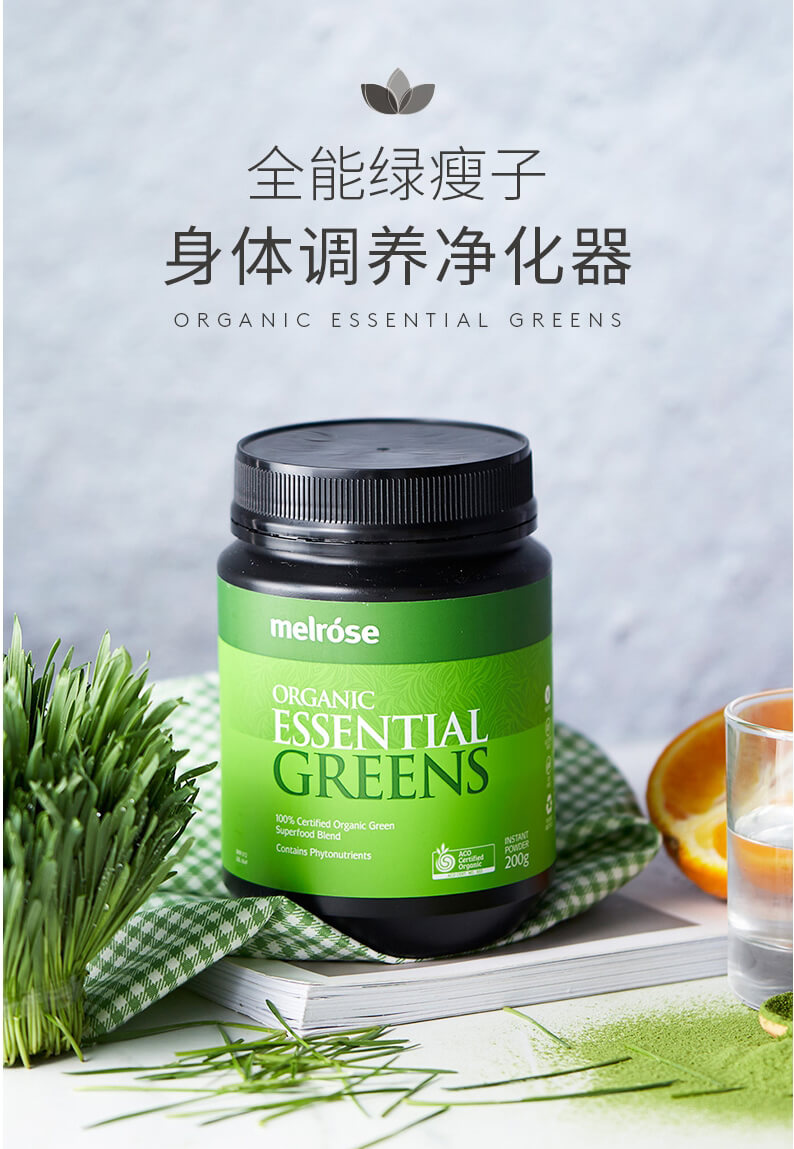 全能绿瘦子
身体调养净化器
ORGANIC ESSENTIAL GREENS
melróse
ORGANIC
ESSENTIAL
GREENS
100% Certified Organic Green
Superfood Blend
Contains Phytonutrients
ACO
Certified
Organic
INSTANT
POWDER
200g